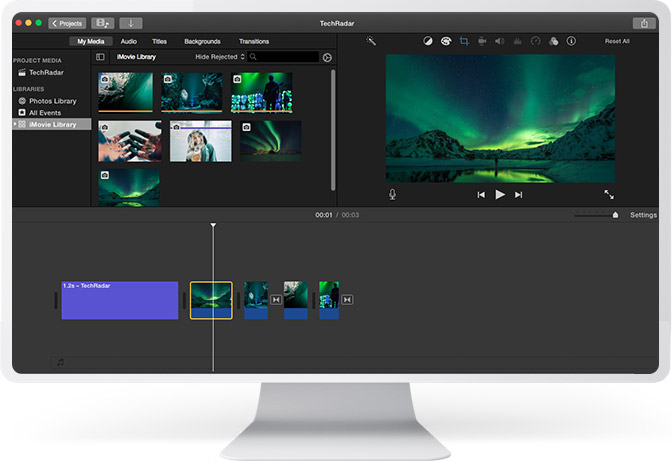 TechRadar
Projects
My Media Audio Titles Backgrounds Transitions
Reset All
PROJECT MEDIA
TechRadar
LIBRARIES
Photos Library
All Events
iMovie Library
iMovie Library Hide Rejected
00:01 / 00:03
Settings
1.2s – TechRadar